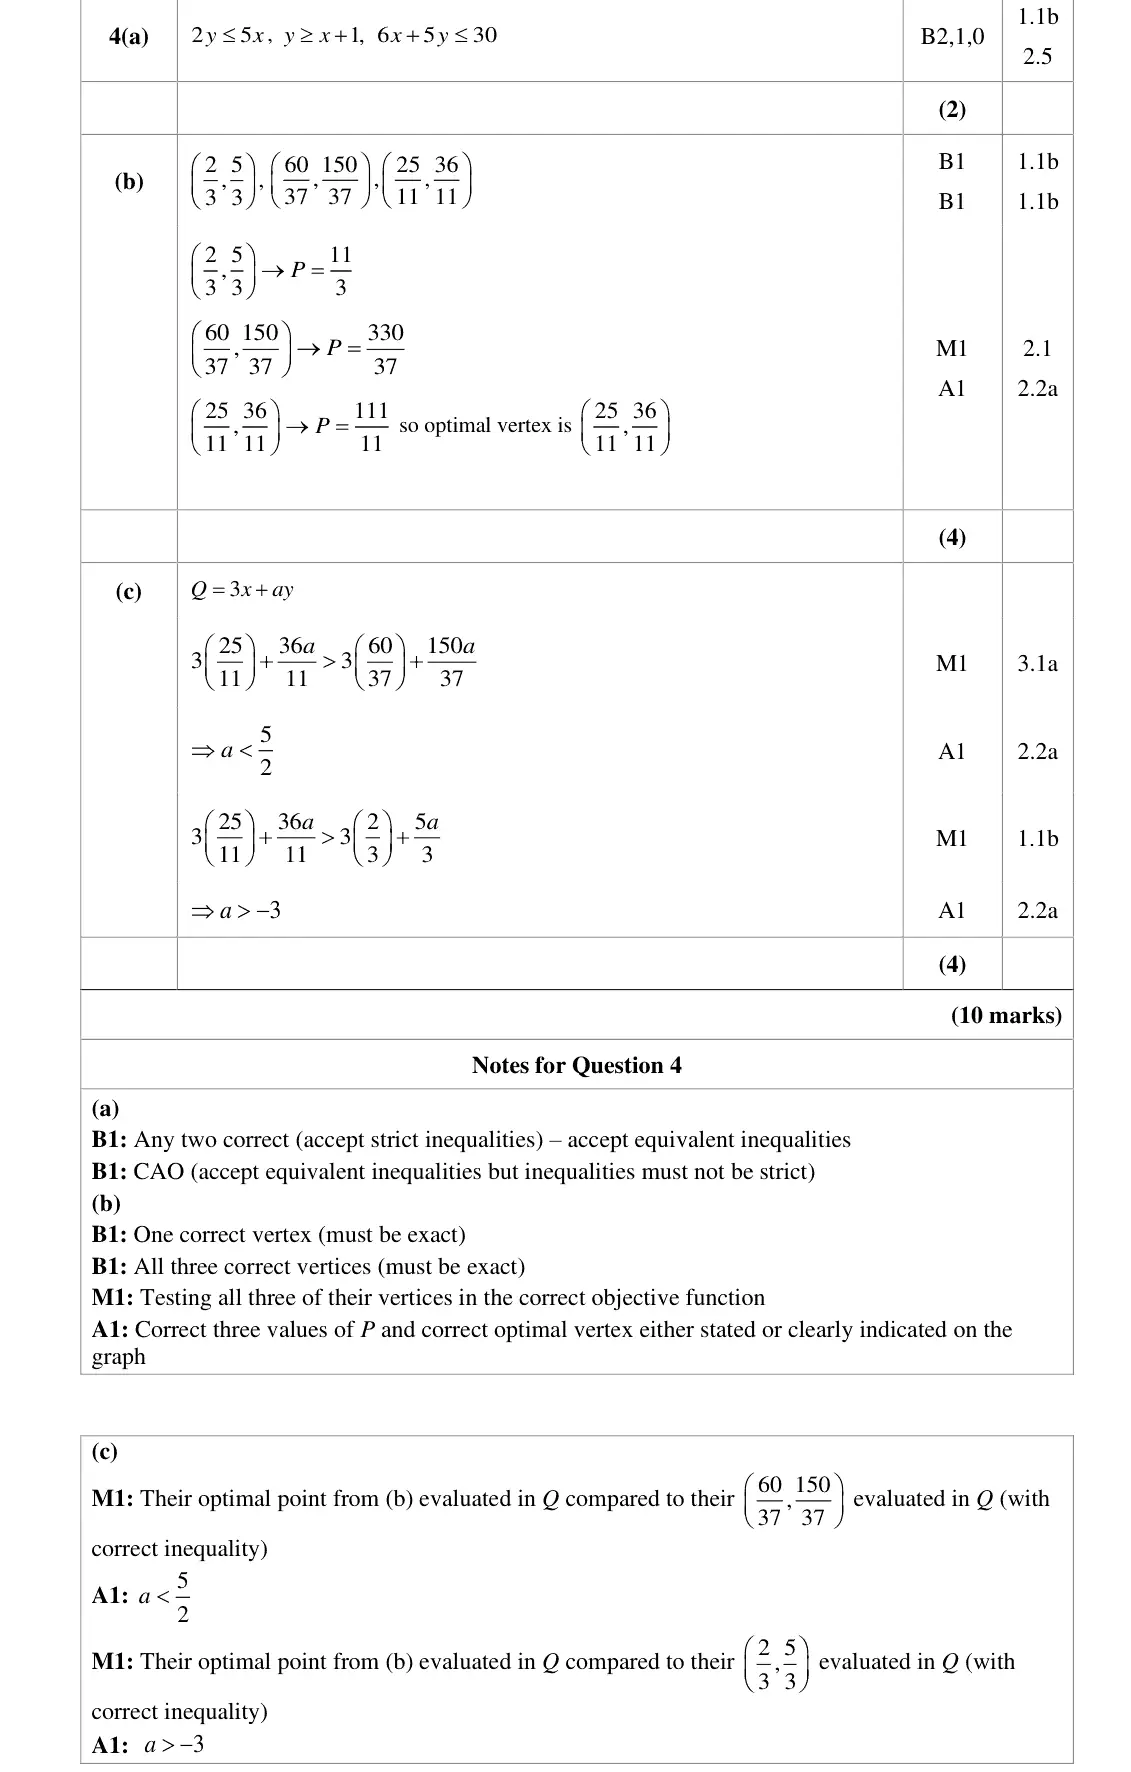 4(a) 2y ≤ 5x, y ≥ x+1, 6x+5y ≤ 30 B2,1,0 1.1b
2.5
(2)
(b) (2/3, 5/3), (60/37, 150/37), (25/11, 36/11) B1 1.1b
B1 1.1b
(2/3, 5/3) → P = 11/3
(60/37, 150/37) → P = 330/37 M1 2.1
A1 2.2a
(25/11, 36/11) → P = 111/11 so optimal vertex is (25/11, 36/11)
(4)
(c) Q = 3x + ay
3(25/11) + 36a/11 > 3(60/37) + 150a/37 M1 3.1a
⇒ a < 5/2 A1 2.2a
3(25/11) + 36a/11 > 3(2/3) + 5a/3 M1 1.1b
⇒ a > −3 A1 2.2a
(4)
(10 marks)
Notes for Question 4
(a)
B1: Any two correct (accept strict inequalities) – accept equivalent inequalities
B1: CAO (accept equivalent inequalities but inequalities must not be strict)
(b)
B1: One correct vertex (must be exact)
B1: All three correct vertices (must be exact)
M1: Testing all three of their vertices in the correct objective function
A1: Correct three values of P and correct optimal vertex either stated or clearly indicated on the
graph
(c)
M1: Their optimal point from (b) evaluated in Q compared to their (60/37, 150/37) evaluated in Q (with
correct inequality)
A1: a < 5/2
M1: Their optimal point from (b) evaluated in Q compared to their (2/3, 5/3) evaluated in Q (with
correct inequality)
A1: a > −3